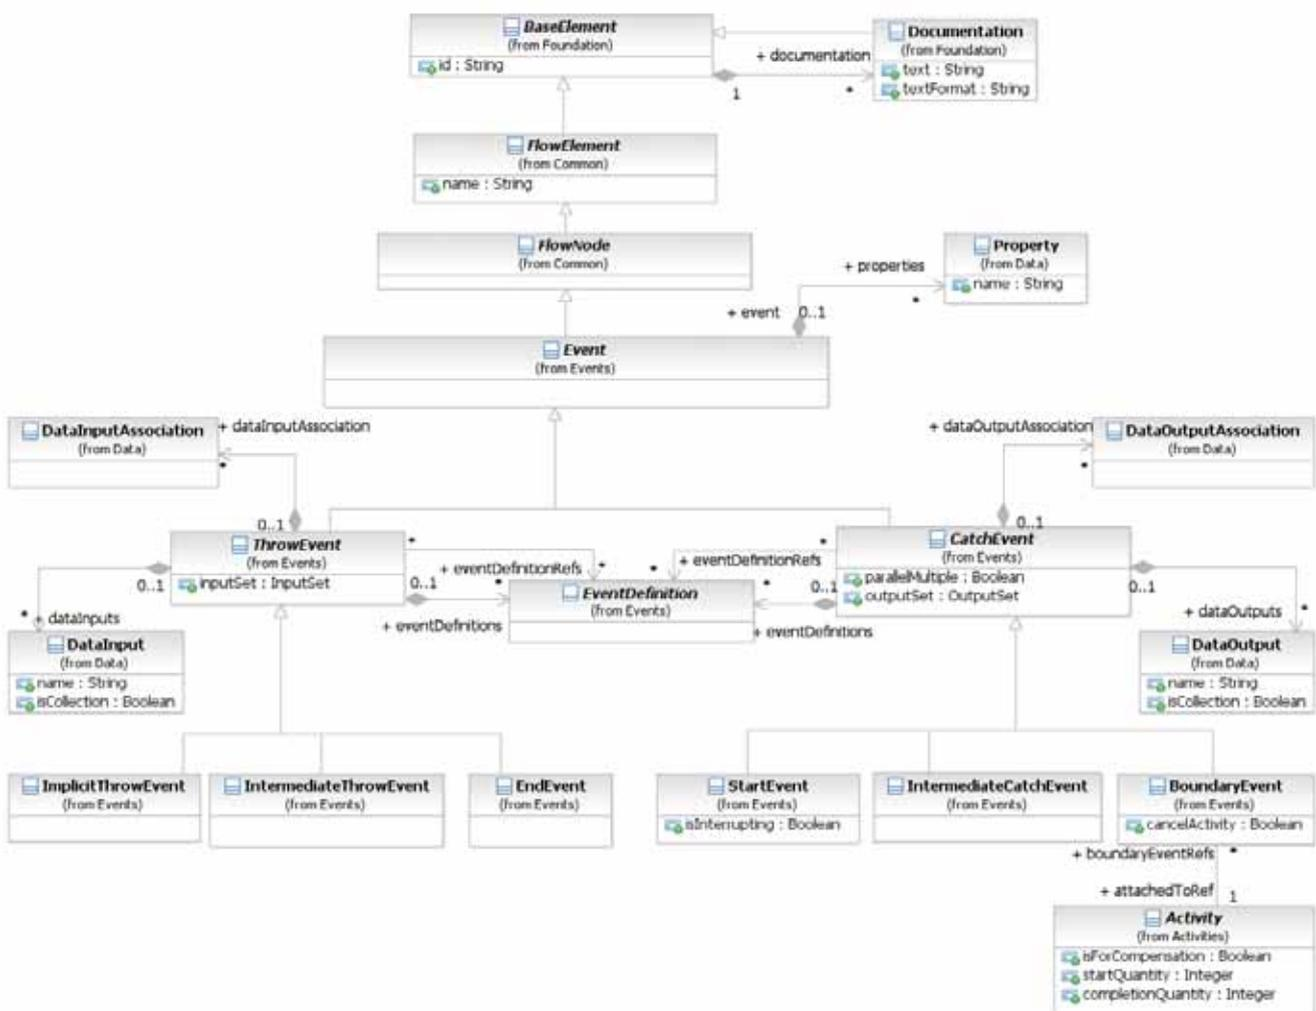 BaseElement
(from Foundation)
id : String
Documentation
(from Foundation)
text : String
textFormat : String
+ documentation
1
*
FlowElement
(from Common)
name : String
FlowNode
(from Common)
Property
(from Data)
name : String
+ properties
*
+ event
0..1
Event
(from Events)
DataInputAssociation
(from Data)
+ dataInputAssociation
*
0..1
+ dataOutputAssociation
*
DataOutputAssociation
(from Data)
0..1
ThrowEvent
(from Events)
inputSet : InputSet
0..1
* + dataInputs
DataInput
(from Data)
name : String
isCollection : Boolean
*
+ eventDefinitionRefs
*
0..1
*
+ eventDefinitions
EventDefinition
(from Events)
*
+ eventDefinitionRefs
*
*
0..1
+ eventDefinitions
CatchEvent
(from Events)
parallelMultiple : Boolean
outputSet : OutputSet
0..1
+ dataOutputs
*
DataOutput
(from Data)
name : String
isCollection : Boolean
ImplicitThrowEvent
(from Events)
IntermediateThrowEvent
(from Events)
EndEvent
(from Events)
StartEvent
(from Events)
isInterrupting : Boolean
IntermediateCatchEvent
(from Events)
BoundaryEvent
(from Events)
cancelActivity : Boolean
+ boundaryEventRefs
*
+ attachedToRef
1
Activity
(from Activities)
isForCompensation : Boolean
startQuantity : Integer
completionQuantity : Integer